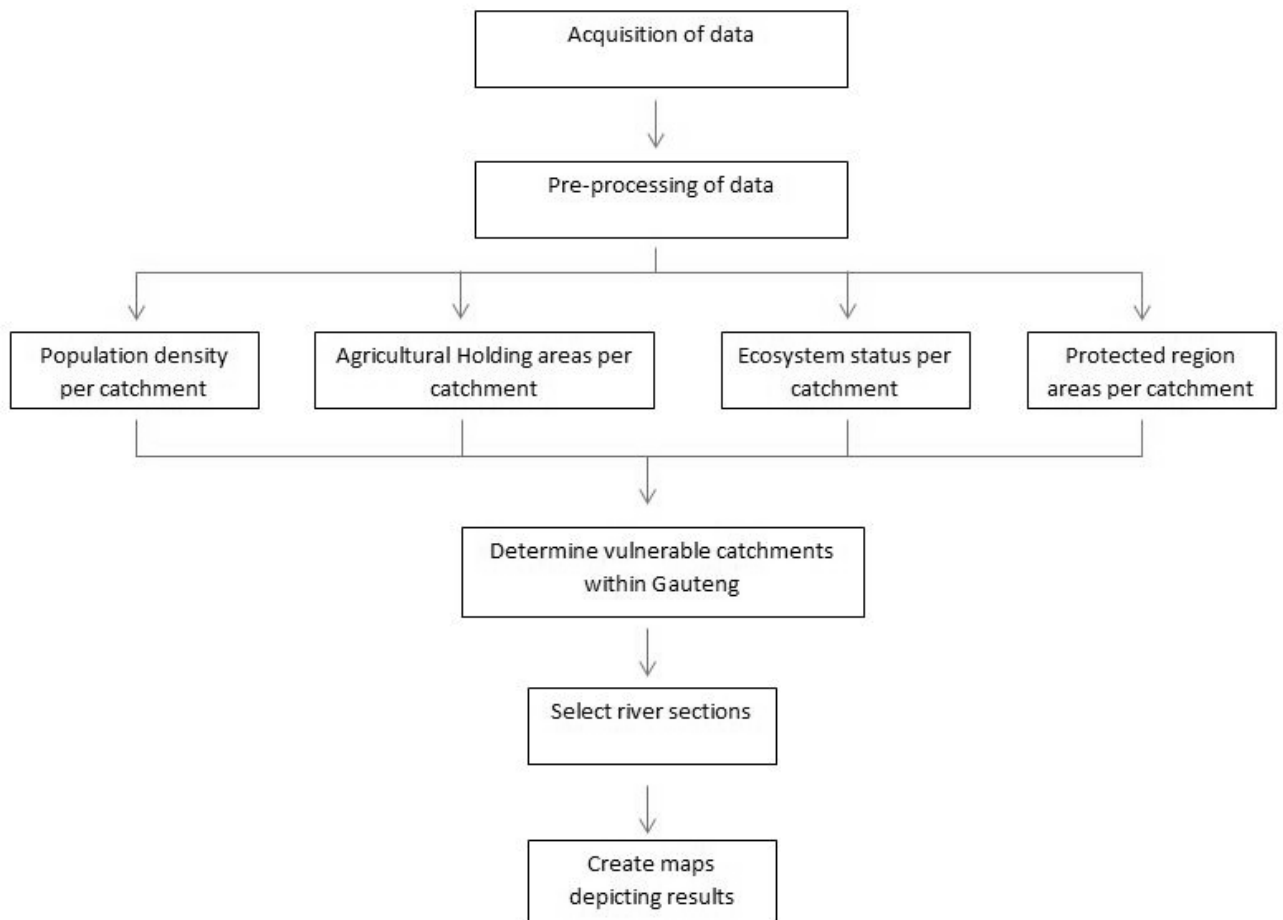 Acquisition of data
Pre-processing of data
Population density
per catchment
Agricultural Holding areas per
catchment
Ecosystem status per
catchment
Protected region
areas per catchment
Determine vulnerable catchments
within Gauteng
Select river sections
Create maps
depicting results